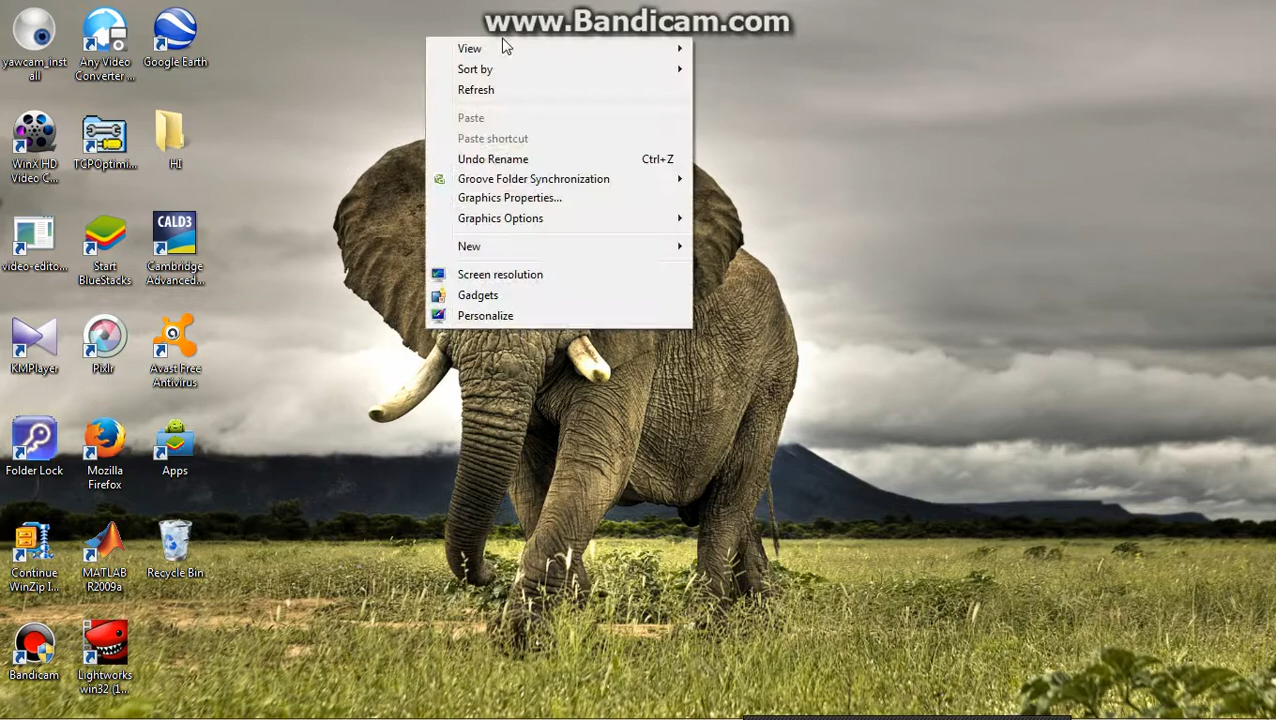 www.Bandicam.com
View
Sort by
Refresh
Paste
Paste shortcut
Undo Rename Ctrl+Z
Groove Folder Synchronization
Graphics Properties...
Graphics Options
New
Screen resolution
Gadgets
Personalize
yawcam_inst
all
Any Video
Converter ...
Google Earth
WinX HD
Video C...
TCPOptimi...
Hi
video-edito...
Start
BlueStacks
CALD3
Cambridge
Advanced...
KMPlayer
Pixlr
Avast Free
Antivirus
Folder Lock
Mozilla
Firefox
Apps
Continue
WinZip I...
MATLAB
R2009a
Recycle Bin
Bandicam
Lightworks
win32 (1...